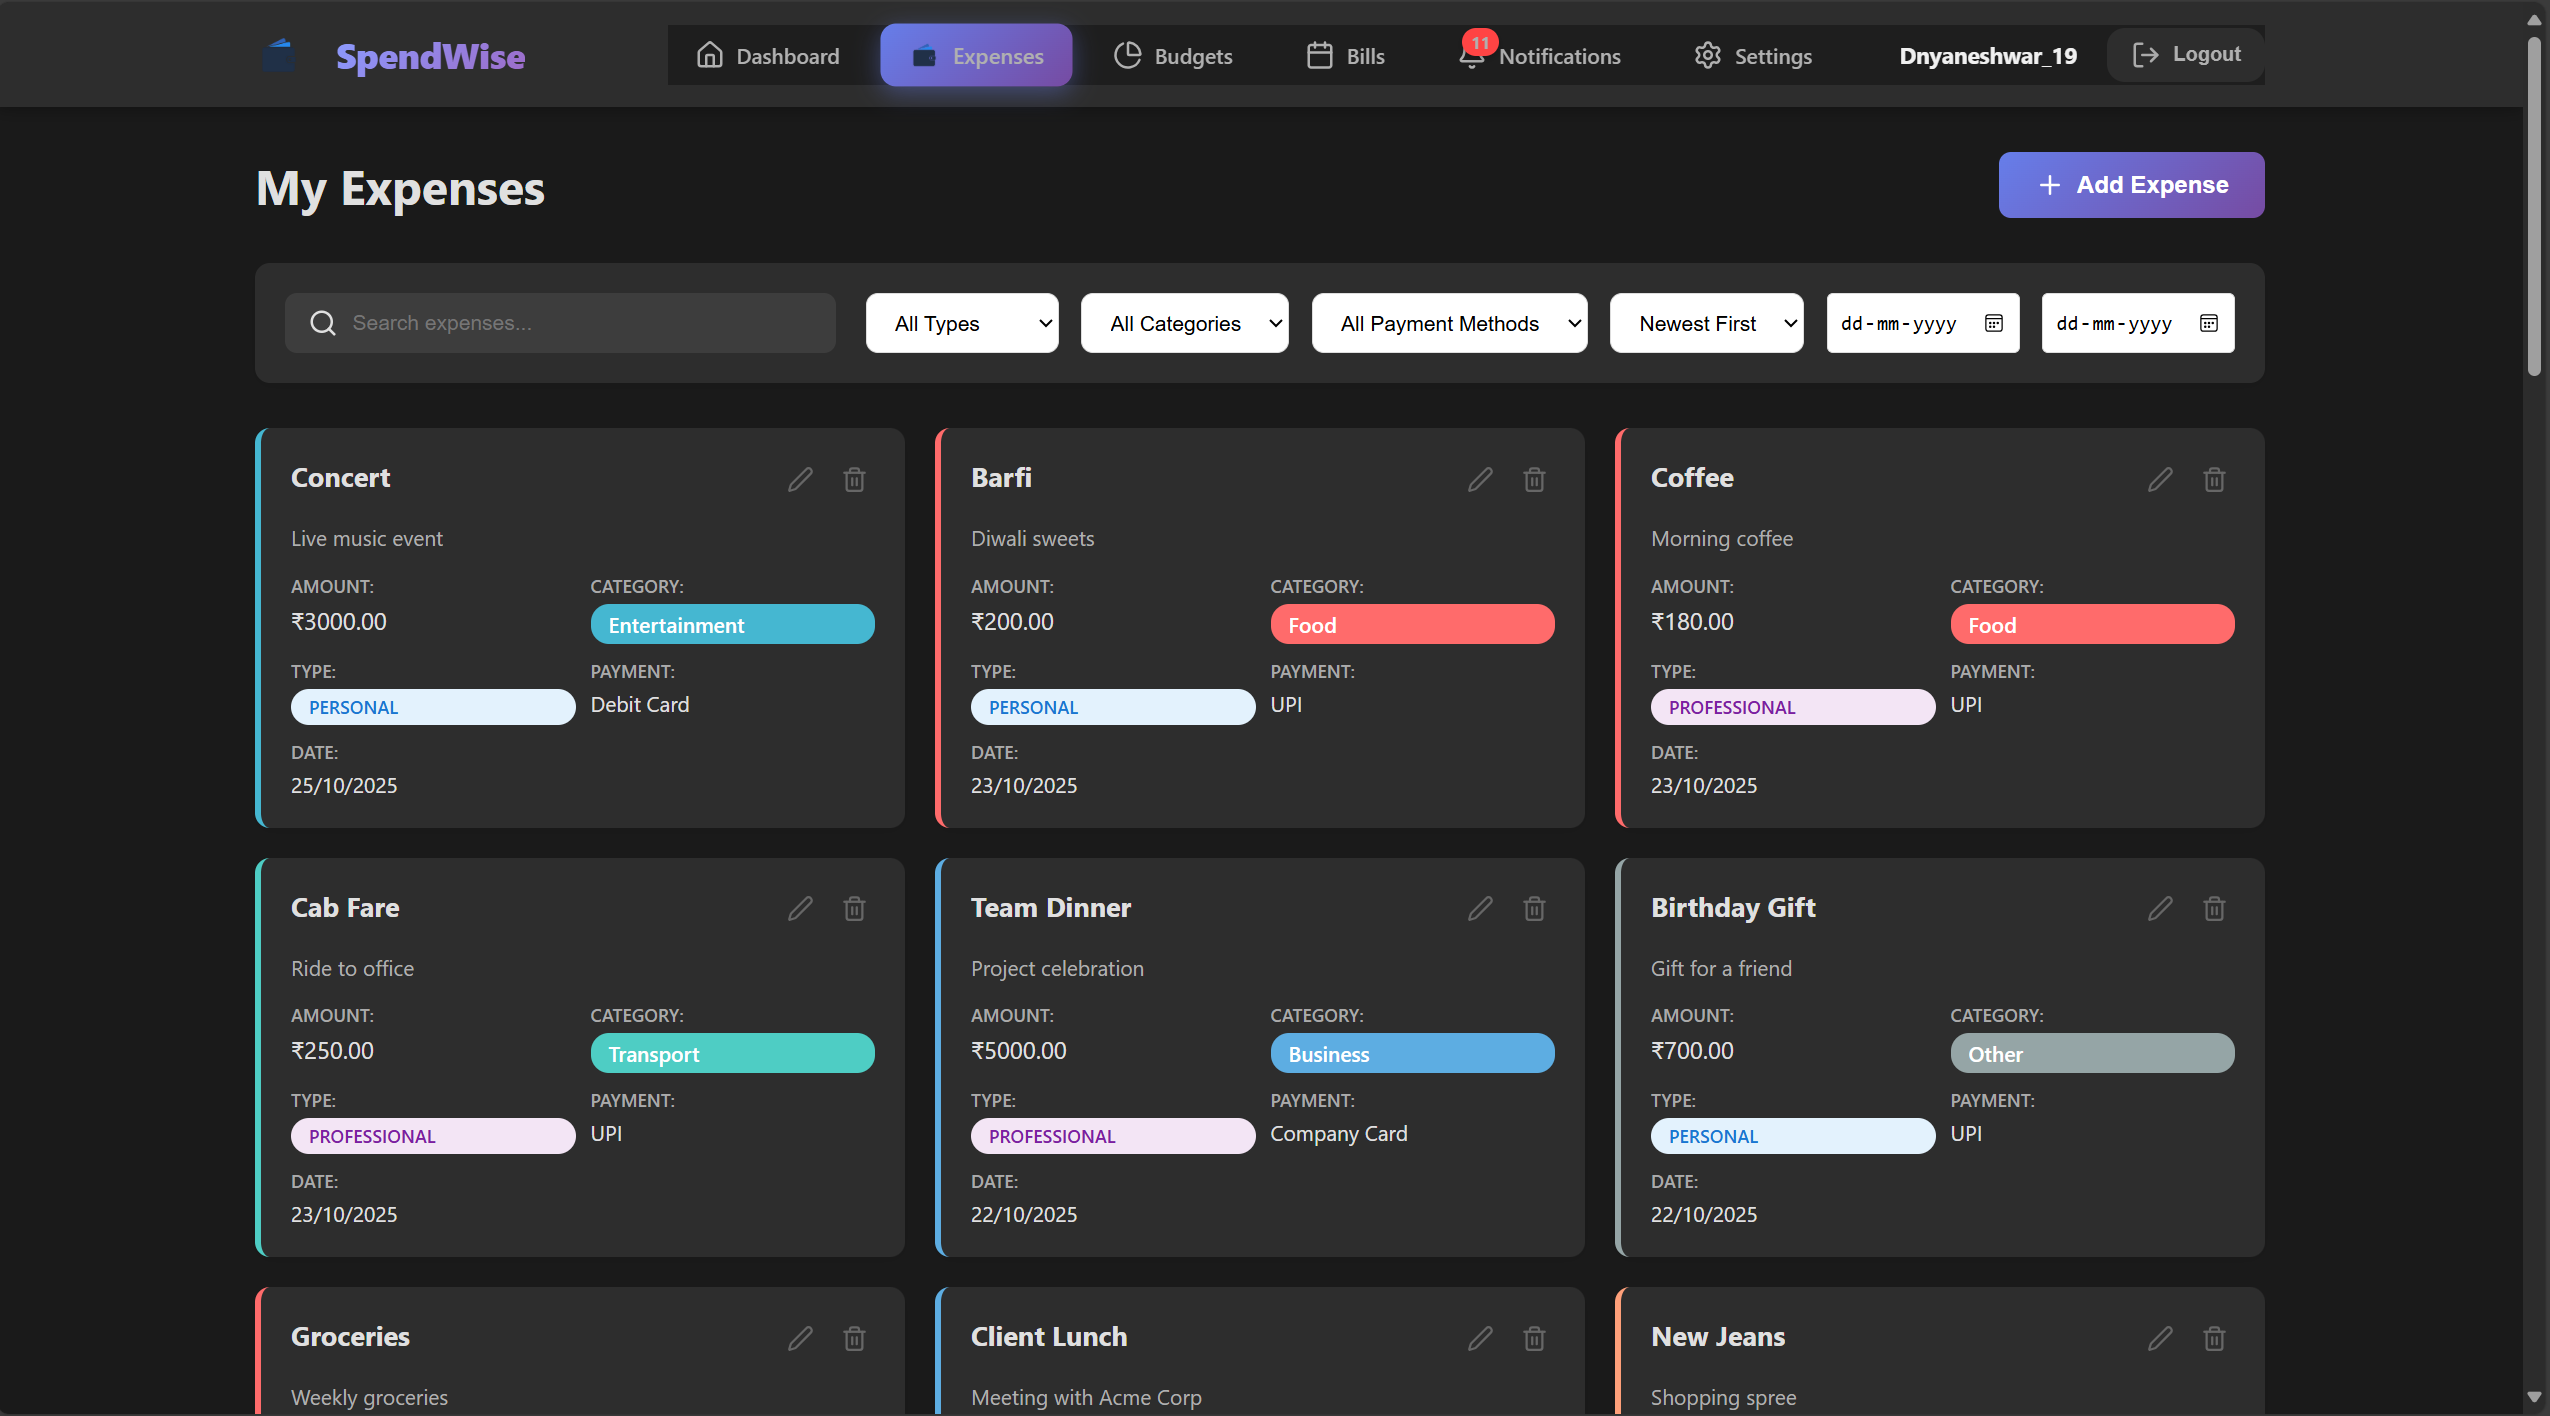 SpendWise
Dashboard
Expenses
Budgets
Bills
11
Notifications
Settings
Dnyaneshwar_19
Logout
My Expenses
+ Add Expense
Search expenses...
All Types
All Categories
All Payment Methods
Newest First
dd-mm-yyyy
dd-mm-yyyy
Concert
Live music event
AMOUNT:
₹3000.00
CATEGORY:
Entertainment
TYPE:
PERSONAL
PAYMENT:
Debit Card
DATE:
25/10/2025
Barfi
Diwali sweets
AMOUNT:
₹200.00
CATEGORY:
Food
TYPE:
PERSONAL
PAYMENT:
UPI
DATE:
23/10/2025
Coffee
Morning coffee
AMOUNT:
₹180.00
CATEGORY:
Food
TYPE:
PROFESSIONAL
PAYMENT:
UPI
DATE:
23/10/2025
Cab Fare
Ride to office
AMOUNT:
₹250.00
CATEGORY:
Transport
TYPE:
PROFESSIONAL
PAYMENT:
UPI
DATE:
23/10/2025
Team Dinner
Project celebration
AMOUNT:
₹5000.00
CATEGORY:
Business
TYPE:
PROFESSIONAL
PAYMENT:
Company Card
DATE:
22/10/2025
Birthday Gift
Gift for a friend
AMOUNT:
₹700.00
CATEGORY:
Other
TYPE:
PERSONAL
PAYMENT:
UPI
DATE:
22/10/2025
Groceries
Weekly groceries
Client Lunch
Meeting with Acme Corp
New Jeans
Shopping spree